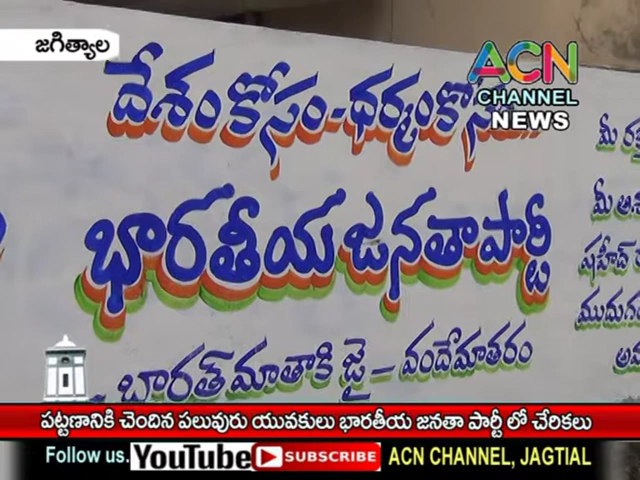 జగిత్యాల
ACN
CHANNEL
NEWS
దేశంకోసం-ధర్మంకోసం..
భారతీయ జనతాపార్టీ
భారత్ మాతాకి జై - వందేమాతరం
మీ
మీ
షహీద్
పట్టణానికి చెందిన పలువురు యువకులు భారతీయ జనతా పార్టీ లో చేరికలు
Follow us. YouTube SUBSCRIBE ACN CHANNEL, JAGTIAL